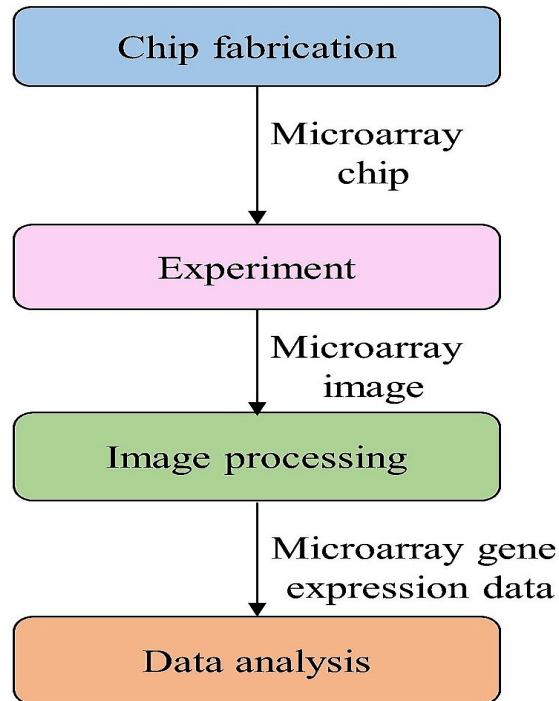 Chip fabrication
Microarray
chip
Experiment
Microarray
image
Image processing
Microarray gene
expression data
Data analysis